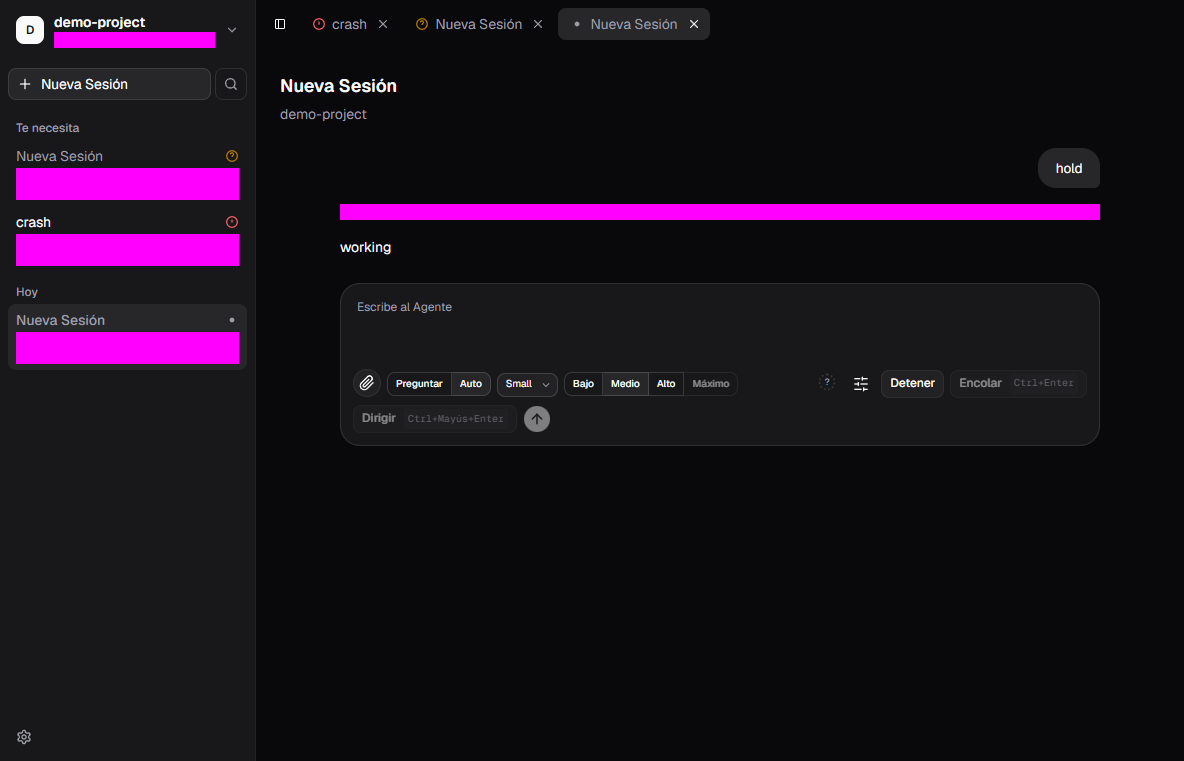 D
demo-project
Nueva Sesión
Te necesita
Nueva Sesión
crash
Hoy
Nueva Sesión
crash
Nueva Sesión
Nueva Sesión
Nueva Sesión
demo-project
hold
working
Escribe al Agente
Preguntar Auto Small Bajo Medio Alto Máximo ? Detener Encolar Ctrl+Enter
Dirigir Ctrl+Mayús+Enter